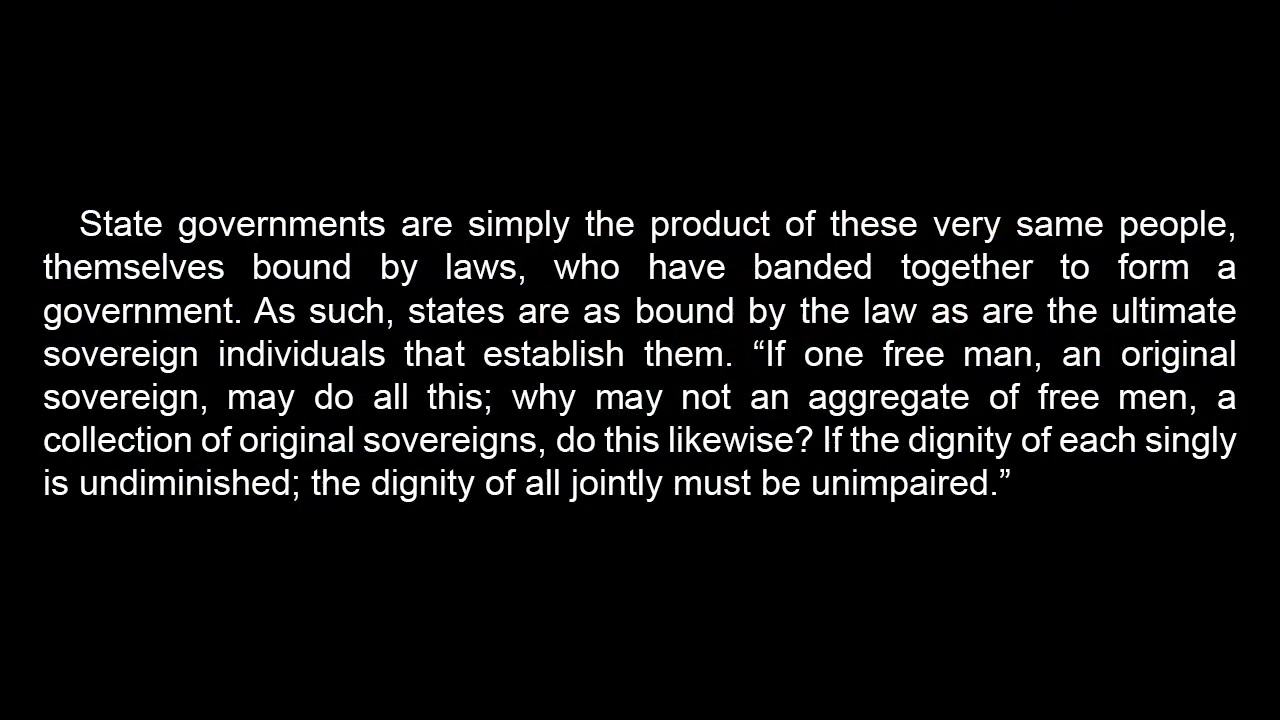 State governments are simply the product of these very same people,
themselves bound by laws, who have banded together to form a
government. As such, states are as bound by the law as are the ultimate
sovereign individuals that establish them. “If one free man, an original
sovereign, may do all this; why may not an aggregate of free men, a
collection of original sovereigns, do this likewise? If the dignity of each singly
is undiminished; the dignity of all jointly must be unimpaired.”